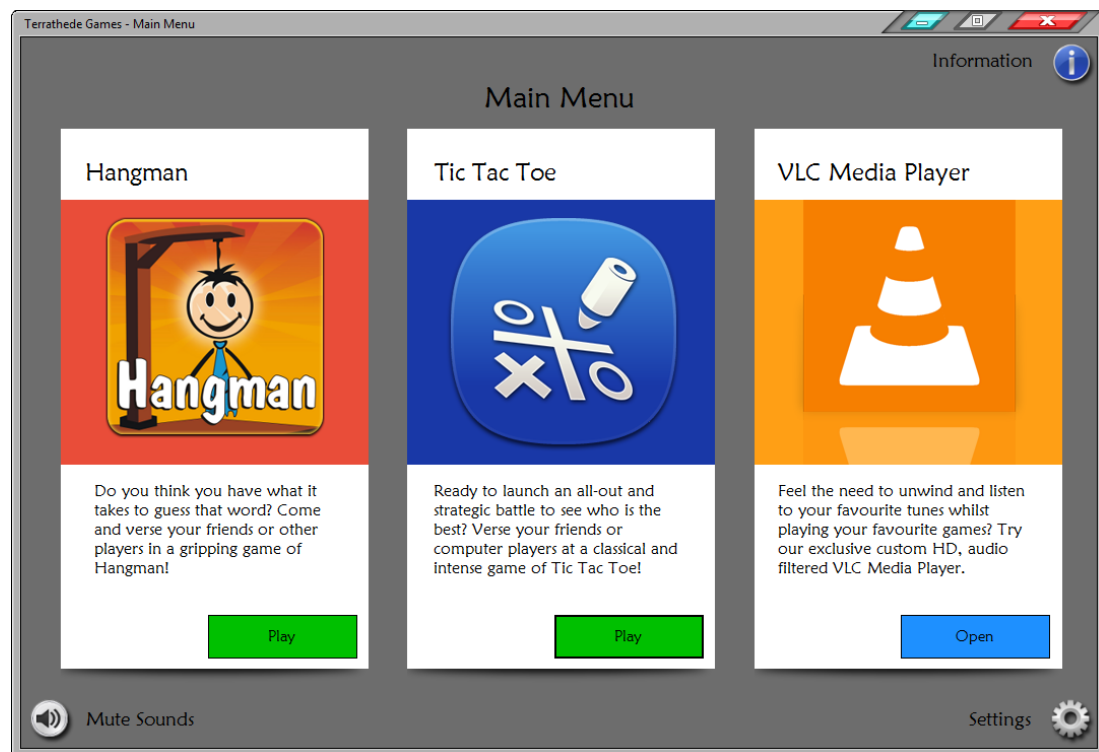 Terrathede Games - Main Menu
Information
Main Menu
Hangman
Hangman
Do you think you have what it
takes to guess that word? Come
and verse your friends or other
players in a gripping game of
Hangman!
Play
Tic Tac Toe
Ready to launch an all-out and
strategic battle to see who is the
best? Verse your friends or
computer players at a classical and
intense game of Tic Tac Toe!
Play
VLC Media Player
Feel the need to unwind and listen
to your favourite tunes whilst
playing your favourite games? Try
our exclusive custom HD, audio
filtered VLC Media Player.
Open
Mute Sounds
Settings